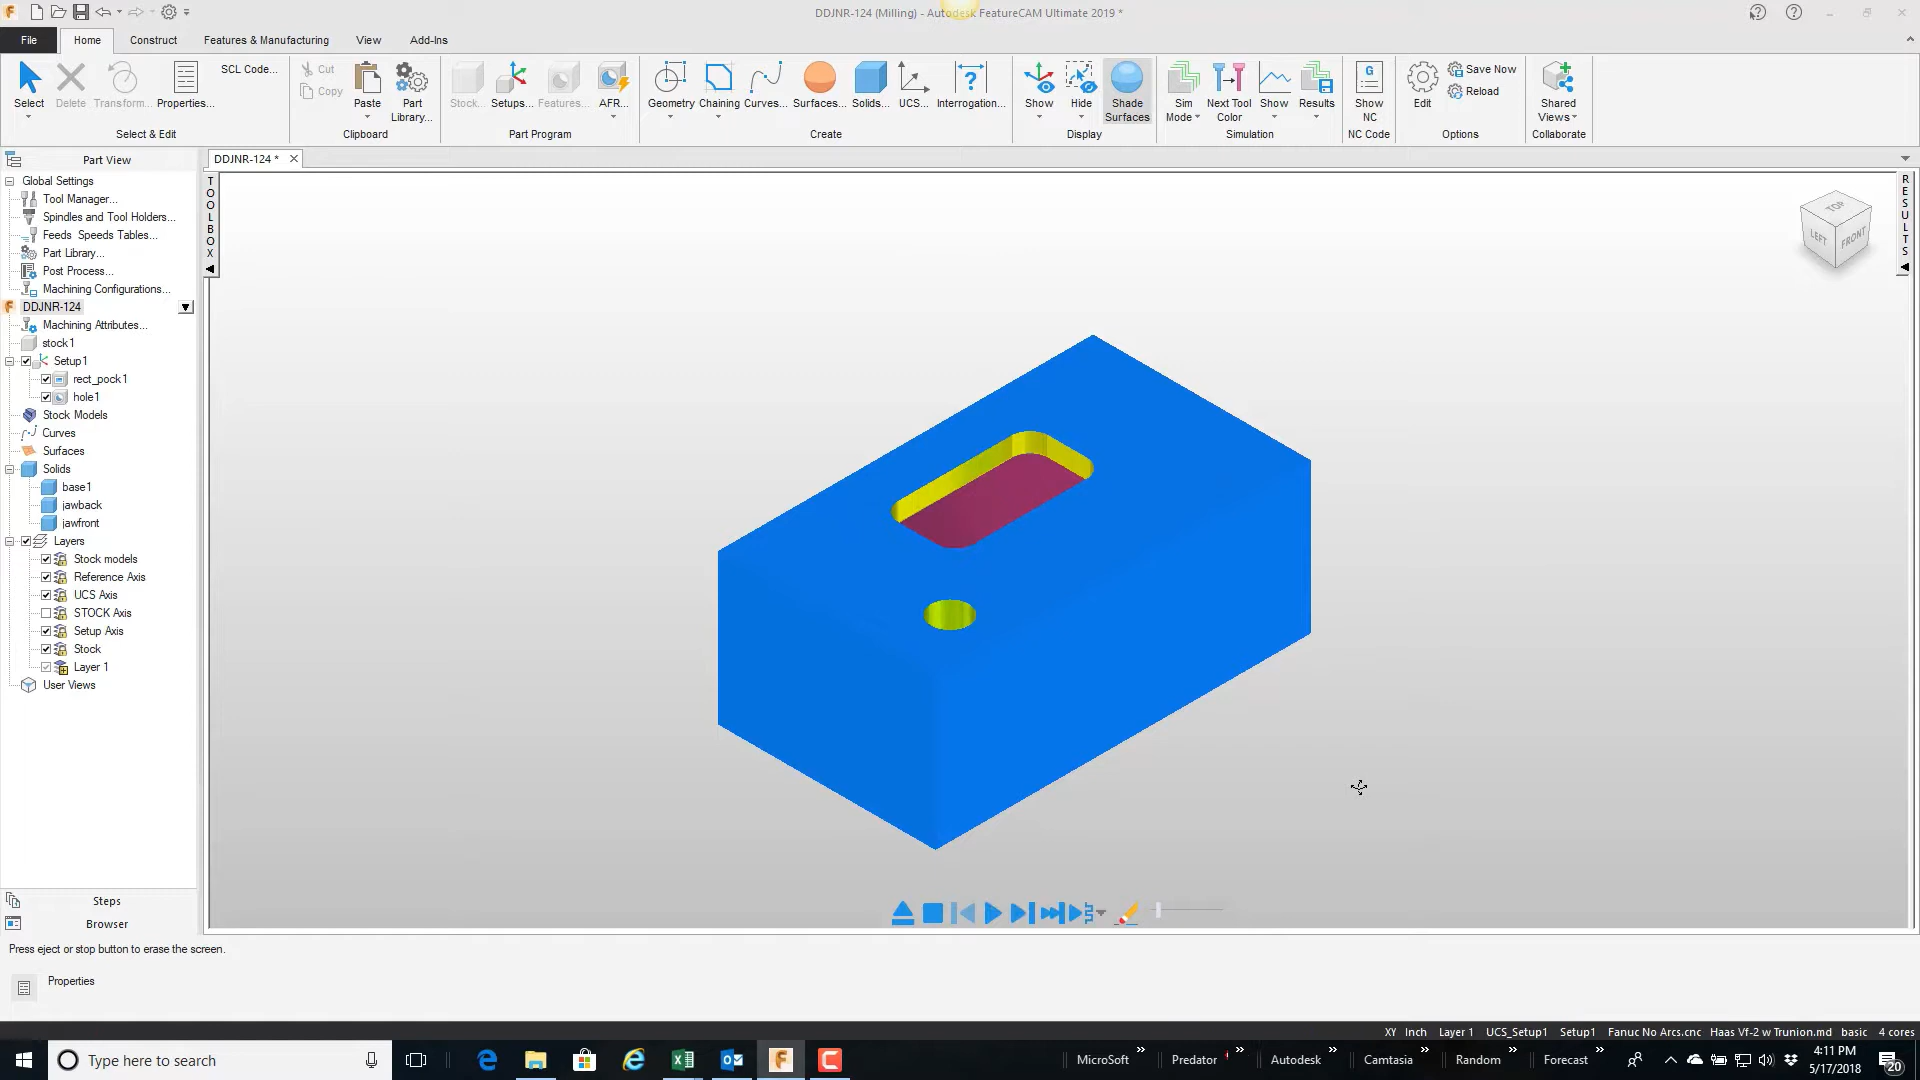 DDJNR-124 (Milling) - Autodesk FeatureCAM Ultimate 2019 *
File
Home
Construct
Features & Manufacturing
View
Add-Ins
Select
Delete
Transform...
Properties...
SCL Code...
Select & Edit
Cut
Copy
Paste
Part
Library...
Clipboard
Stock...
Setups...
Features...
AFR...
Part Program
Geometry
Chaining
Curves...
Surfaces...
Solids...
UCS...
Interrogation...
Create
Show
Hide
Shade
Surfaces
Display
Sim
Mode
Next Tool
Color
Show
Results
Simulation
Show
NC
NC Code
Edit
Save Now
Reload
Options
Shared
Views
Collaborate
Part View
DDJNR-124 *
Global Settings
Tool Manager...
Spindles and Tool Holders...
Feeds Speeds Tables...
Part Library...
Post Process...
Machining Configurations...
DDJNR-124
Machining Attributes...
stock1
Setup1
rect_pock1
hole1
Stock Models
Curves
Surfaces
Solids
base1
jawback
jawfront
Layers
Stock models
Reference Axis
UCS Axis
STOCK Axis
Setup Axis
Stock
Layer 1
User Views
Steps
Browser
TOOLBOX
TOP
LEFT
FRONT
RESULTS
Press eject or stop button to erase the screen.
Properties
XY Inch Layer 1 UCS_Setup1 Setup1 Fanuc No Arcs.cnc Haas Vf-2 w Trunion.md basic 4 cores
Type here to search
MicroSoft
Predator
Autodesk
Camtasia
Random
Forecast
4:11 PM
5/17/2018
20